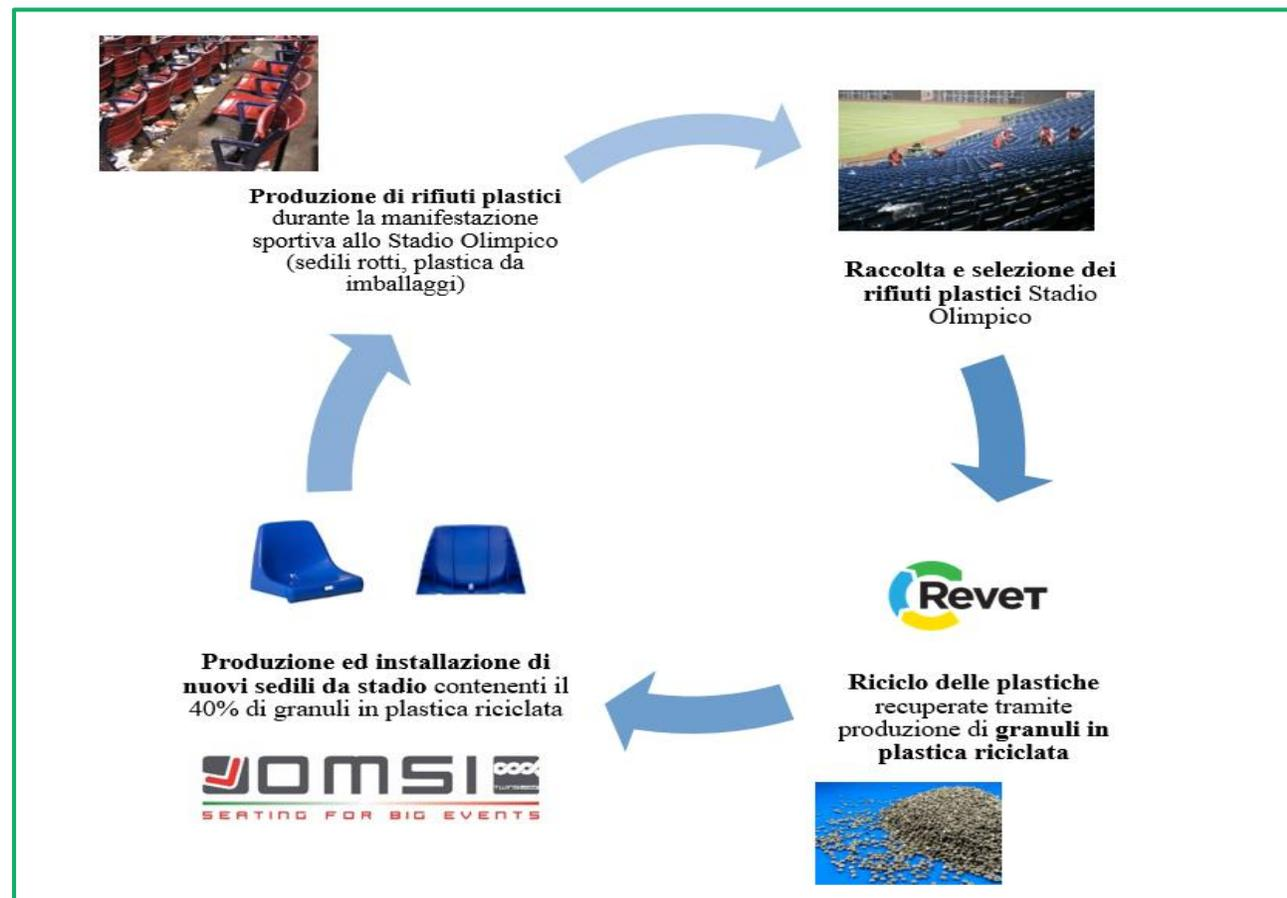 Produzione di rifiuti plastici
durante la manifestazione
sportiva allo Stadio Olimpico
(sedili rotti, plastica da
imballaggi)
Raccolta e selezione dei
rifiuti plastici Stadio
Olimpico
Revet
Riciclo delle plastiche
recuperate tramite
produzione di granuli in
plastica riciclata
Produzione ed installazione di
nuovi sedili da stadio contenenti il
40% di granuli in plastica riciclata
OMSI
SEATING FOR BIG EVENTS